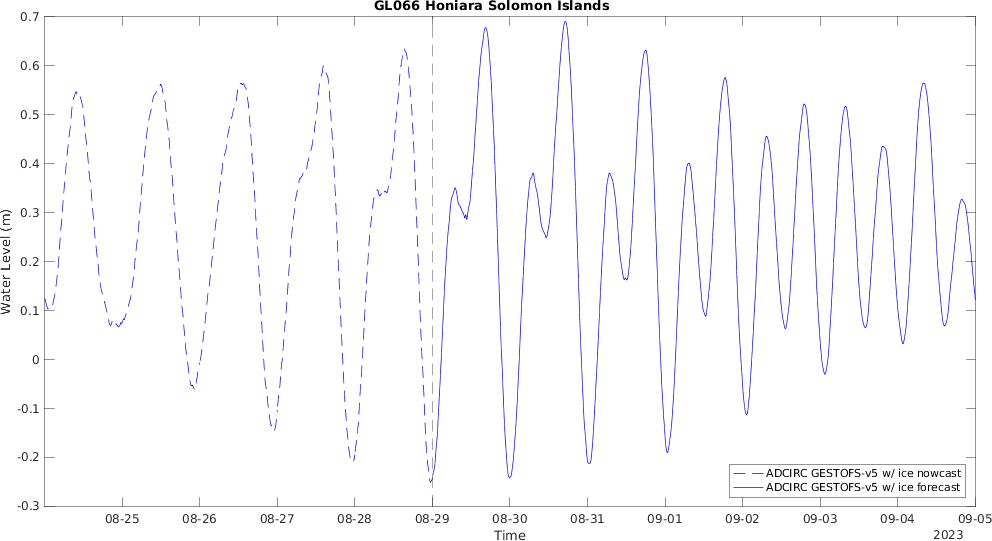 GL066 Honiara Solomon Islands
0.7
0.6
0.5
0.4
0.3
0.2
0.1
0
-0.1
-0.2
-0.3
Water Level (m)
ADCIRC GESTOFS-v5 w/ ice nowcast
ADCIRC GESTOFS-v5 w/ ice forecast
08-25 08-26 08-27 08-28 08-29 08-30 08-31 09-01 09-02 09-03 09-04 09-05
Time
2023